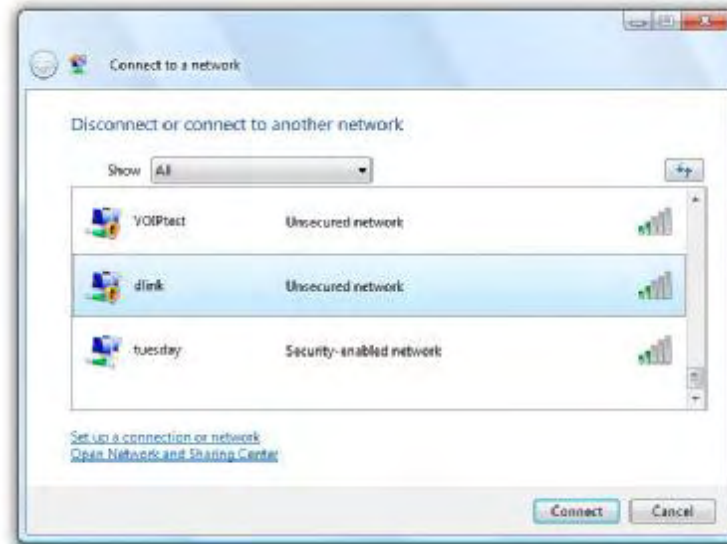 Connect to a network
Disconnect or connect to another network
Show All
VOIPtest Unsecured network
dlink Unsecured network
tuesday Security-enabled network
Set up a connection or network
Open Network and Sharing Center
Connect Cancel